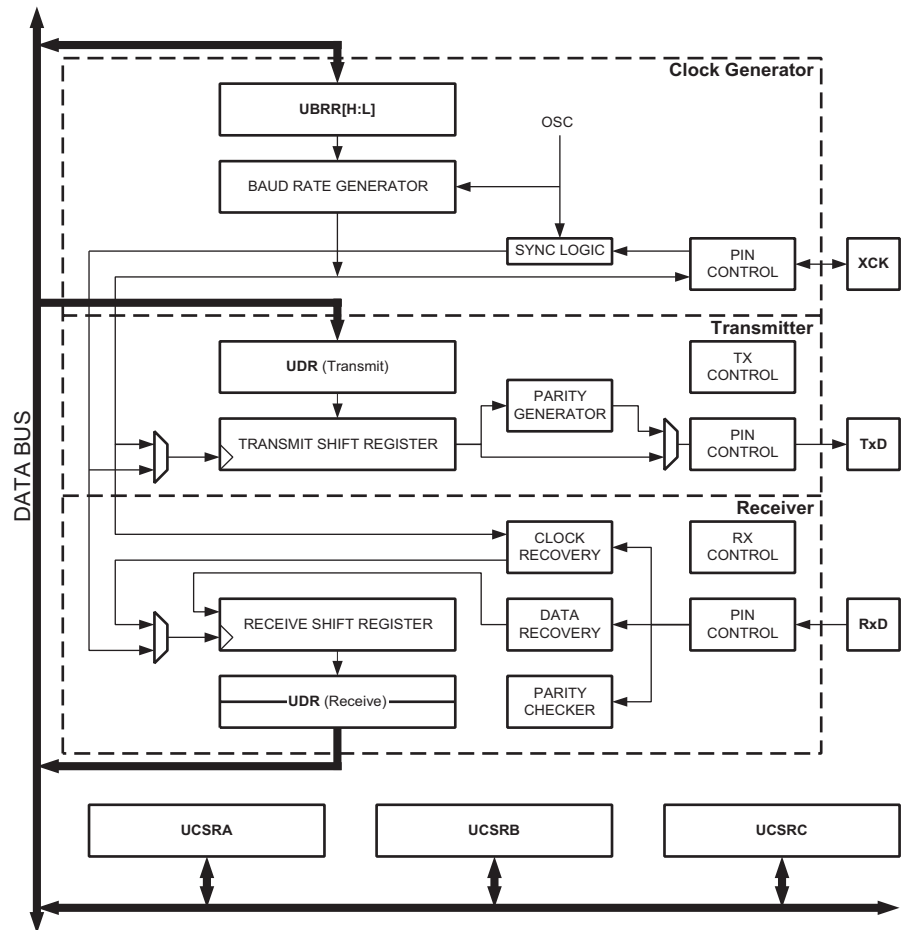 Clock Generator
UBRR[H:L]
OSC
BAUD RATE GENERATOR
SYNC LOGIC
PIN
CONTROL
XCK
Transmitter
UDR (Transmit)
TX
CONTROL
PARITY
GENERATOR
TRANSMIT SHIFT REGISTER
PIN
CONTROL
TxD
DATA BUS
Receiver
CLOCK
RECOVERY
RX
CONTROL
RECEIVE SHIFT REGISTER
DATA
RECOVERY
PIN
CONTROL
RxD
UDR (Receive)
PARITY
CHECKER
UCSRA
UCSRB
UCSRC